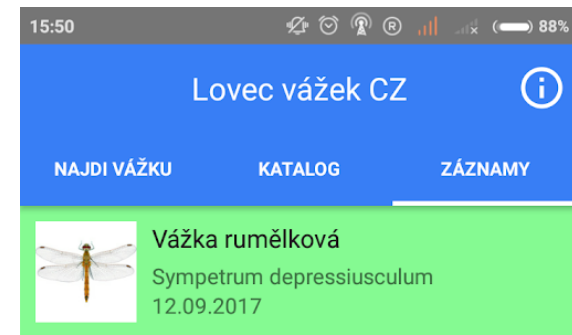 15:50 88%
Lovec vážek CZ
NAJDI VÁŽKU KATALOG ZÁZNAMY
Vážka rumělková
Sympetrum depressiusculum
12.09.2017